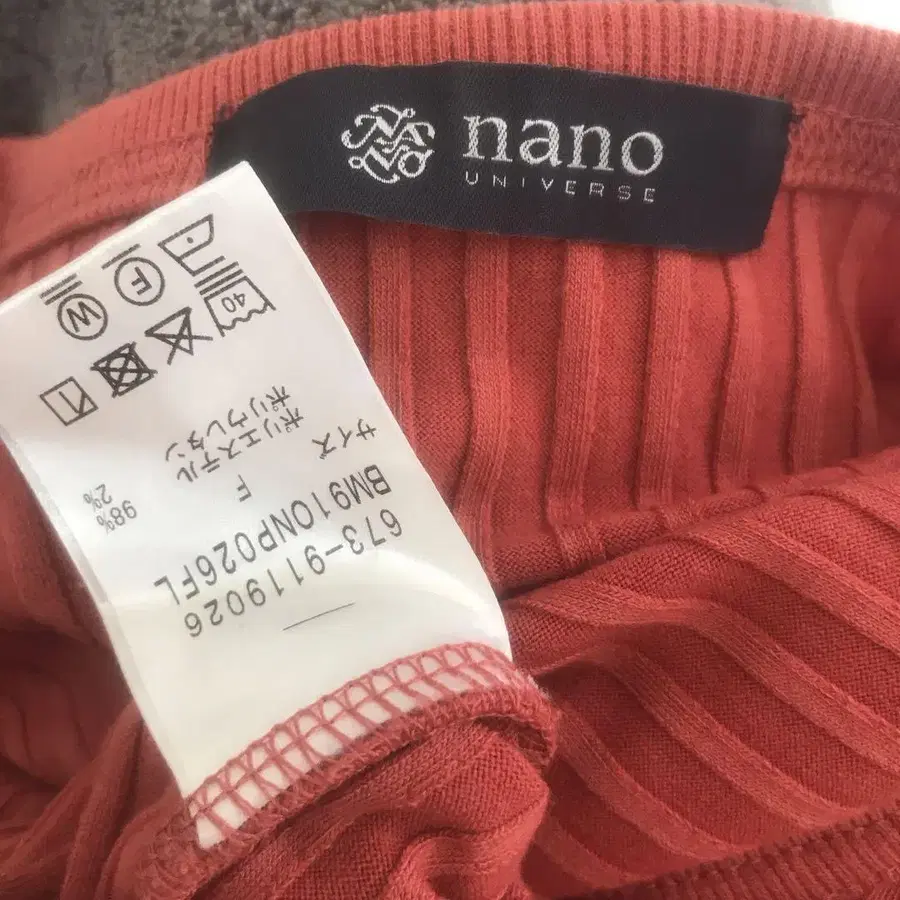 nano
UNIVERSE
673-9119026
BM91ONP026FL
サイズ F
ポリエステル 98%
ポリウレタン 2%
40
F
W